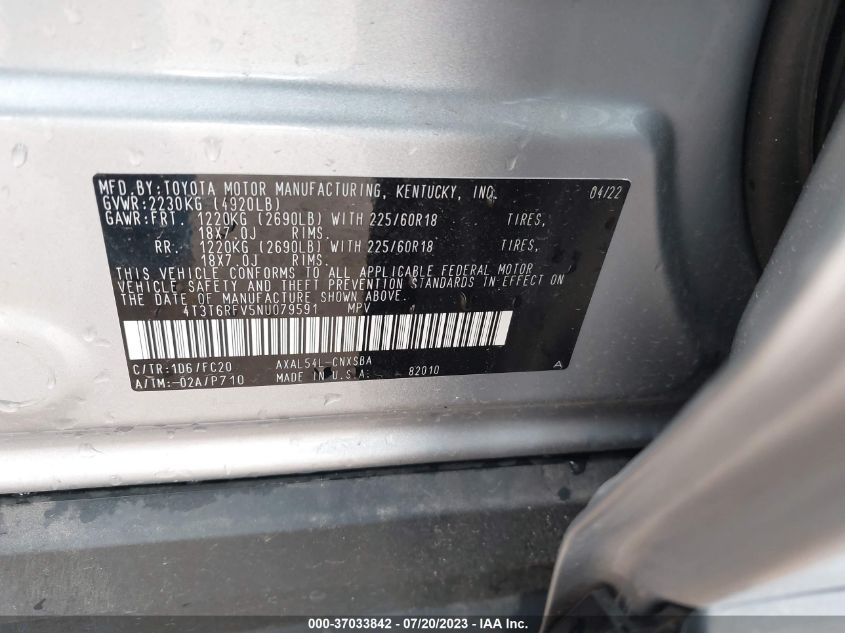 MFD. BY: TOYOTA MOTOR MANUFACTURING, KENTUCKY, INC. 04/22
GVWR: 2230KG (4920LB)
GAWR: FRT. 1220KG (2690LB) WITH 225/60R18 TIRES,
18X7.0J RIMS.
RR. 1220KG (2690LB) WITH 225/60R18 TIRES,
18X7.0J RIMS.
THIS VEHICLE CONFORMS TO ALL APPLICABLE FEDERAL MOTOR
VEHICLE SAFETY AND THEFT PREVENTION STANDARDS IN EFFECT ON
THE DATE OF MANUFACTURE SHOWN ABOVE.
4T3T6RFV5NU079591 MPV
C/TR: 1D6/FC20 AXAL54L-CNXSBA
A/TM: -02A/P710 MADE IN U.S.A. 82010 A
000-37033842 / 07/20/2023 - IAA Inc.